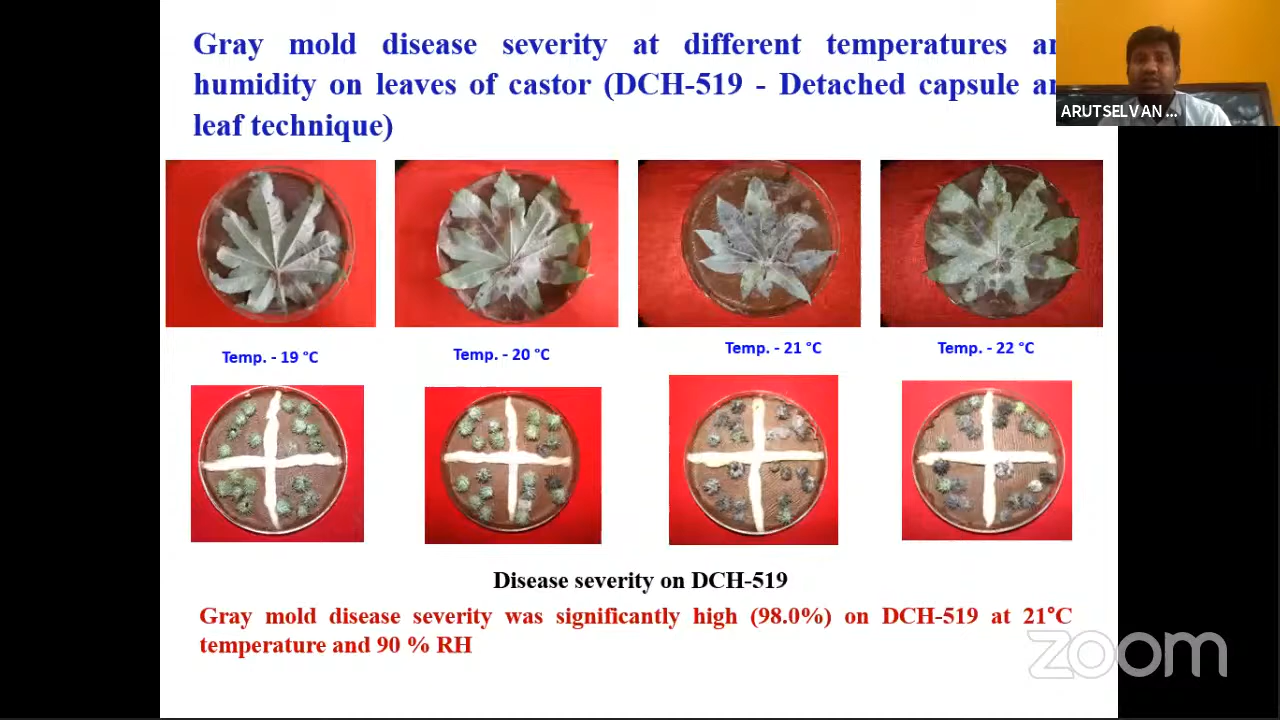 Gray mold disease severity at different temperatures
humidity on leaves of castor (DCH-519 - Detached capsule
leaf technique)
ARUTSELVAN ...
Temp. - 19 °C
Temp. - 20 °C
Temp. - 21 °C
Temp. - 22 °C
Disease severity on DCH-519
Gray mold disease severity was significantly high (98.0%) on DCH-519 at 21°C
temperature and 90 % RH
zoom